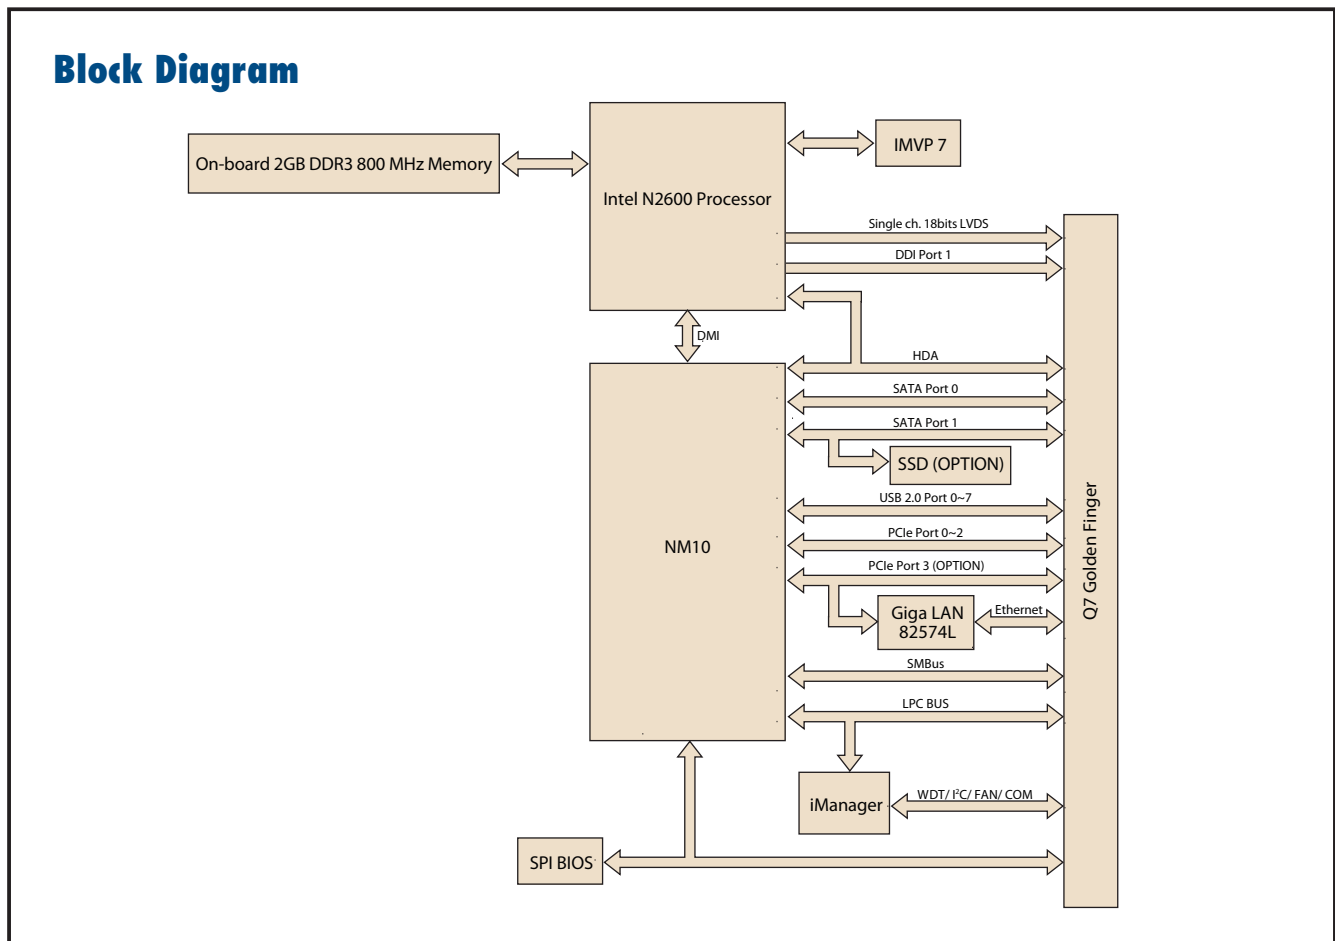 Block Diagram
On-board 2GB DDR3 800 MHz Memory
Intel N2600 Processor
IMVP 7
Single ch. 18bits LVDS
DDI Port 1
DMI
HDA
SATA Port 0
SATA Port 1
SSD (OPTION)
USB 2.0 Port 0~7
NM10
PCIe Port 0~2
PCIe Port 3 (OPTION)
Giga LAN
82574L
Ethernet
Q7 Golden Finger
SMBus
LPC BUS
iManager
WDT/ I²C/ FAN/ COM
SPI BIOS